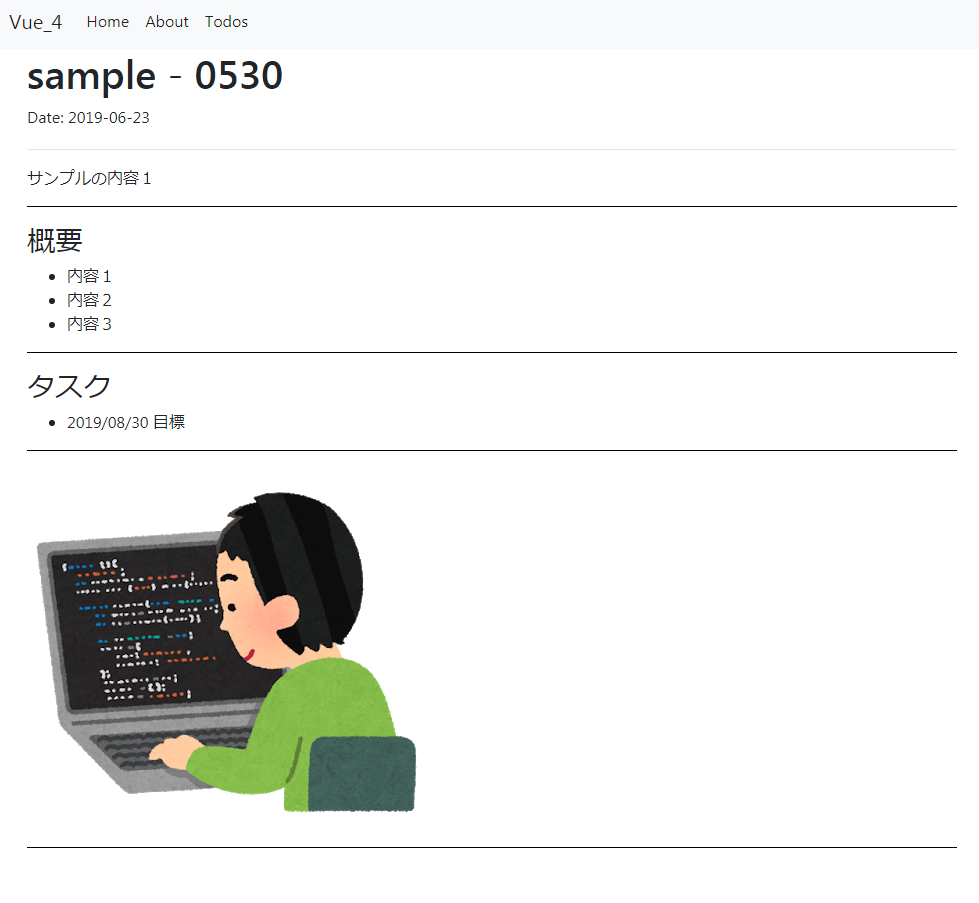 Vue_4 Home About Todos
sample - 0530
Date: 2019-06-23
サンプルの内容１
概要
内容１
内容２
内容３
タスク
2019/08/30 目標